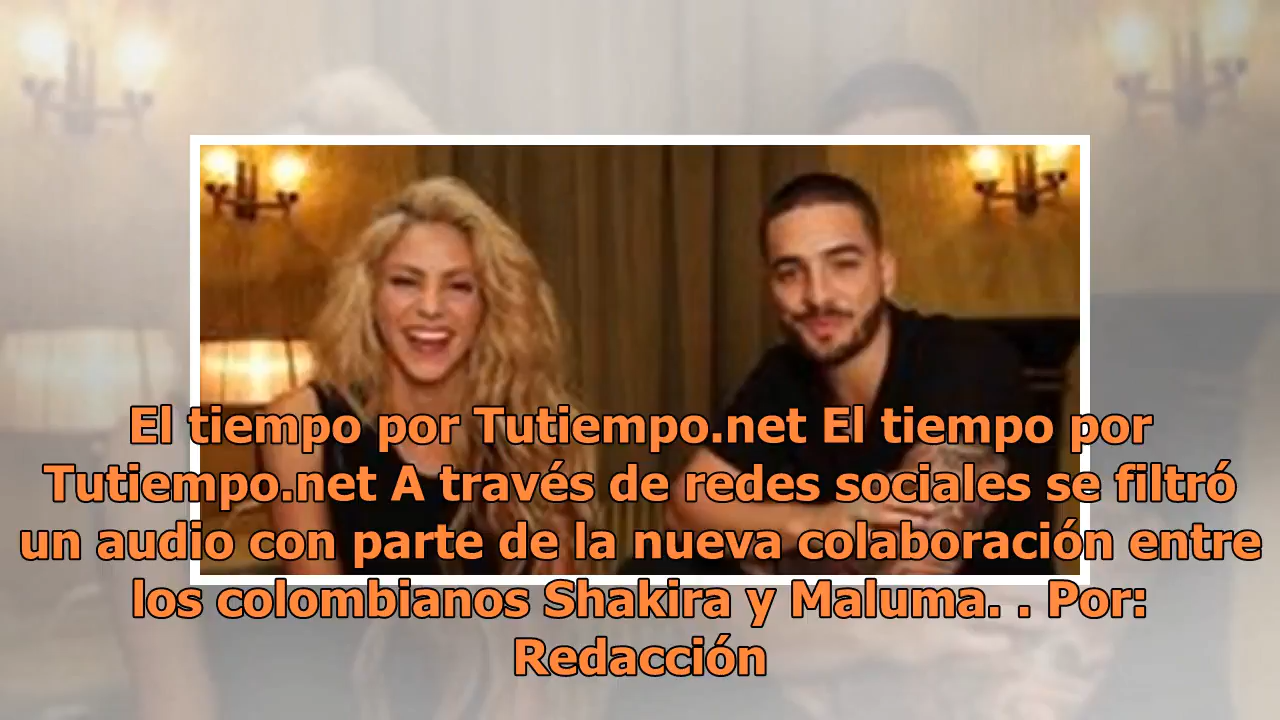 El tiempo por Tutiempo.net El tiempo por
Tutiempo.net A través de redes sociales se filtró
un audio con parte de la nueva colaboración entre
los colombianos Shakira y Maluma. . Por:
Redacción